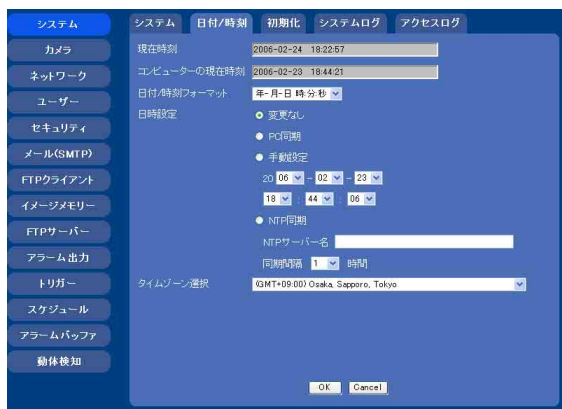 システム
カメラ
ネットワーク
ユーザー
セキュリティ
メール(SMTP)
FTPクライアント
イメージメモリー
FTPサーバー
アラーム出力
トリガー
スケジュール
アラームバッファ
動体検知
システム 日付/時刻 初期化 システムログ アクセスログ
現在時刻 2006-02-24 18:22:57
コンピューターの現在時刻 2006-02-23 18:44:21
日付/時刻フォーマット 年-月-日 時:分:秒
日時設定 変更なし
PC同期
手動設定
20 06 - 02 - 23
18 : 44 : 06
NTP同期
NTPサーバー名
同期間隔 1 時間
タイムゾーン選択 (GMT+09:00) Osaka, Sapporo, Tokyo
OK Cancel